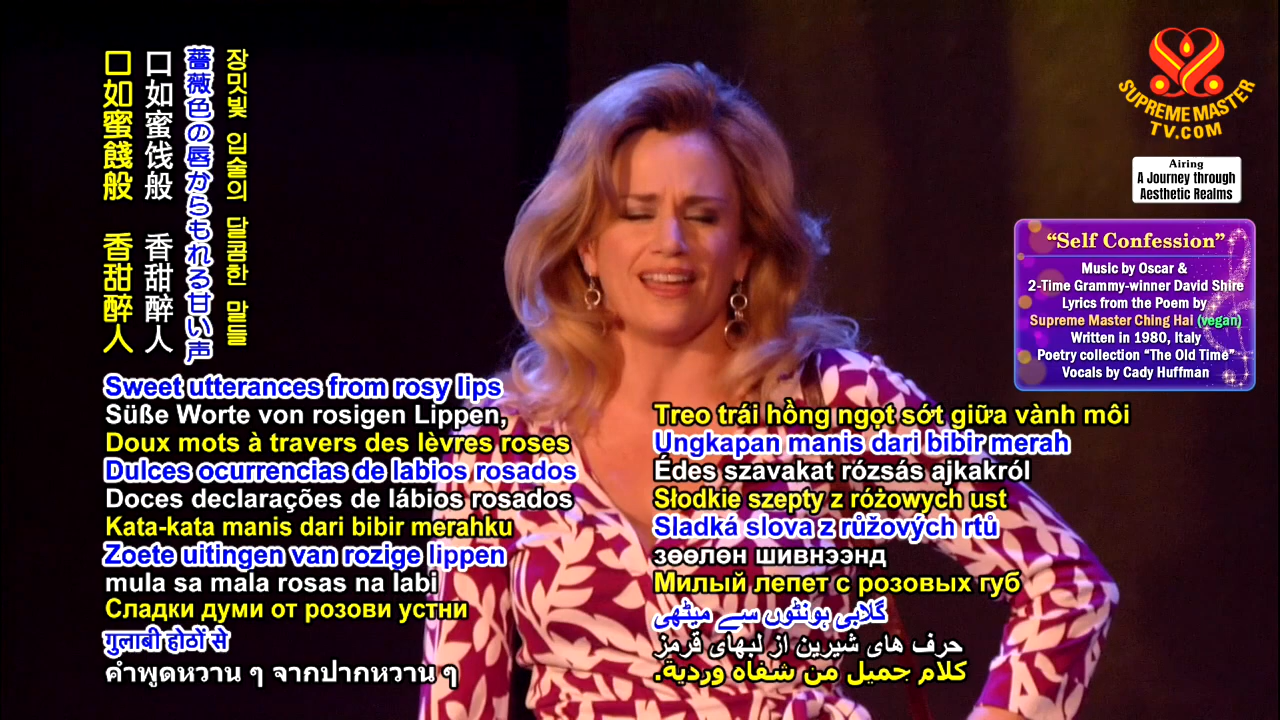 口如蜜餞般 香甜醉人
口如蜜饯般 香甜醉人
薔薇色の唇からもれる甘い声
장밋빛 입술의 달콤한 말들
Sweet utterances from rosy lips
Süße Worte von rosigen Lippen,
Doux mots à travers des lèvres roses
Dulces ocurrencias de labios rosados
Doces declarações de lábios rosados
Kata-kata manis dari bibir merahku
Zoete uitingen van rozige lippen
mula sa mala rosas na labi
Сладки думи от розови устни
गुलाबी होठों से
คำพูดหวาน ๆ จากปากหวาน ๆ
Treo trái hồng ngọt sớt giữa vành môi
Ungkapan manis dari bibir merah
Édes szavakat rózsás ajkakról
Słodkie szepty z różowych ust
Sladká slova z růžových rtů
зөөлөн шивнээнд
Милый лепет с розовых губ
گلابی ہونٹوں سے میٹھی
حرف های شیرین از لبهای قرمز
كلام جميل من شفاه وردية.
SUPREME MASTER
TV.COM
Airing
A Journey through
Aesthetic Realms
“Self Confession”
Music by Oscar &
2-Time Grammy-winner David Shire
Lyrics from the Poem by
Supreme Master Ching Hai (vegan)
Written in 1980, Italy
Poetry collection “The Old Time”
Vocals by Cady Huffman